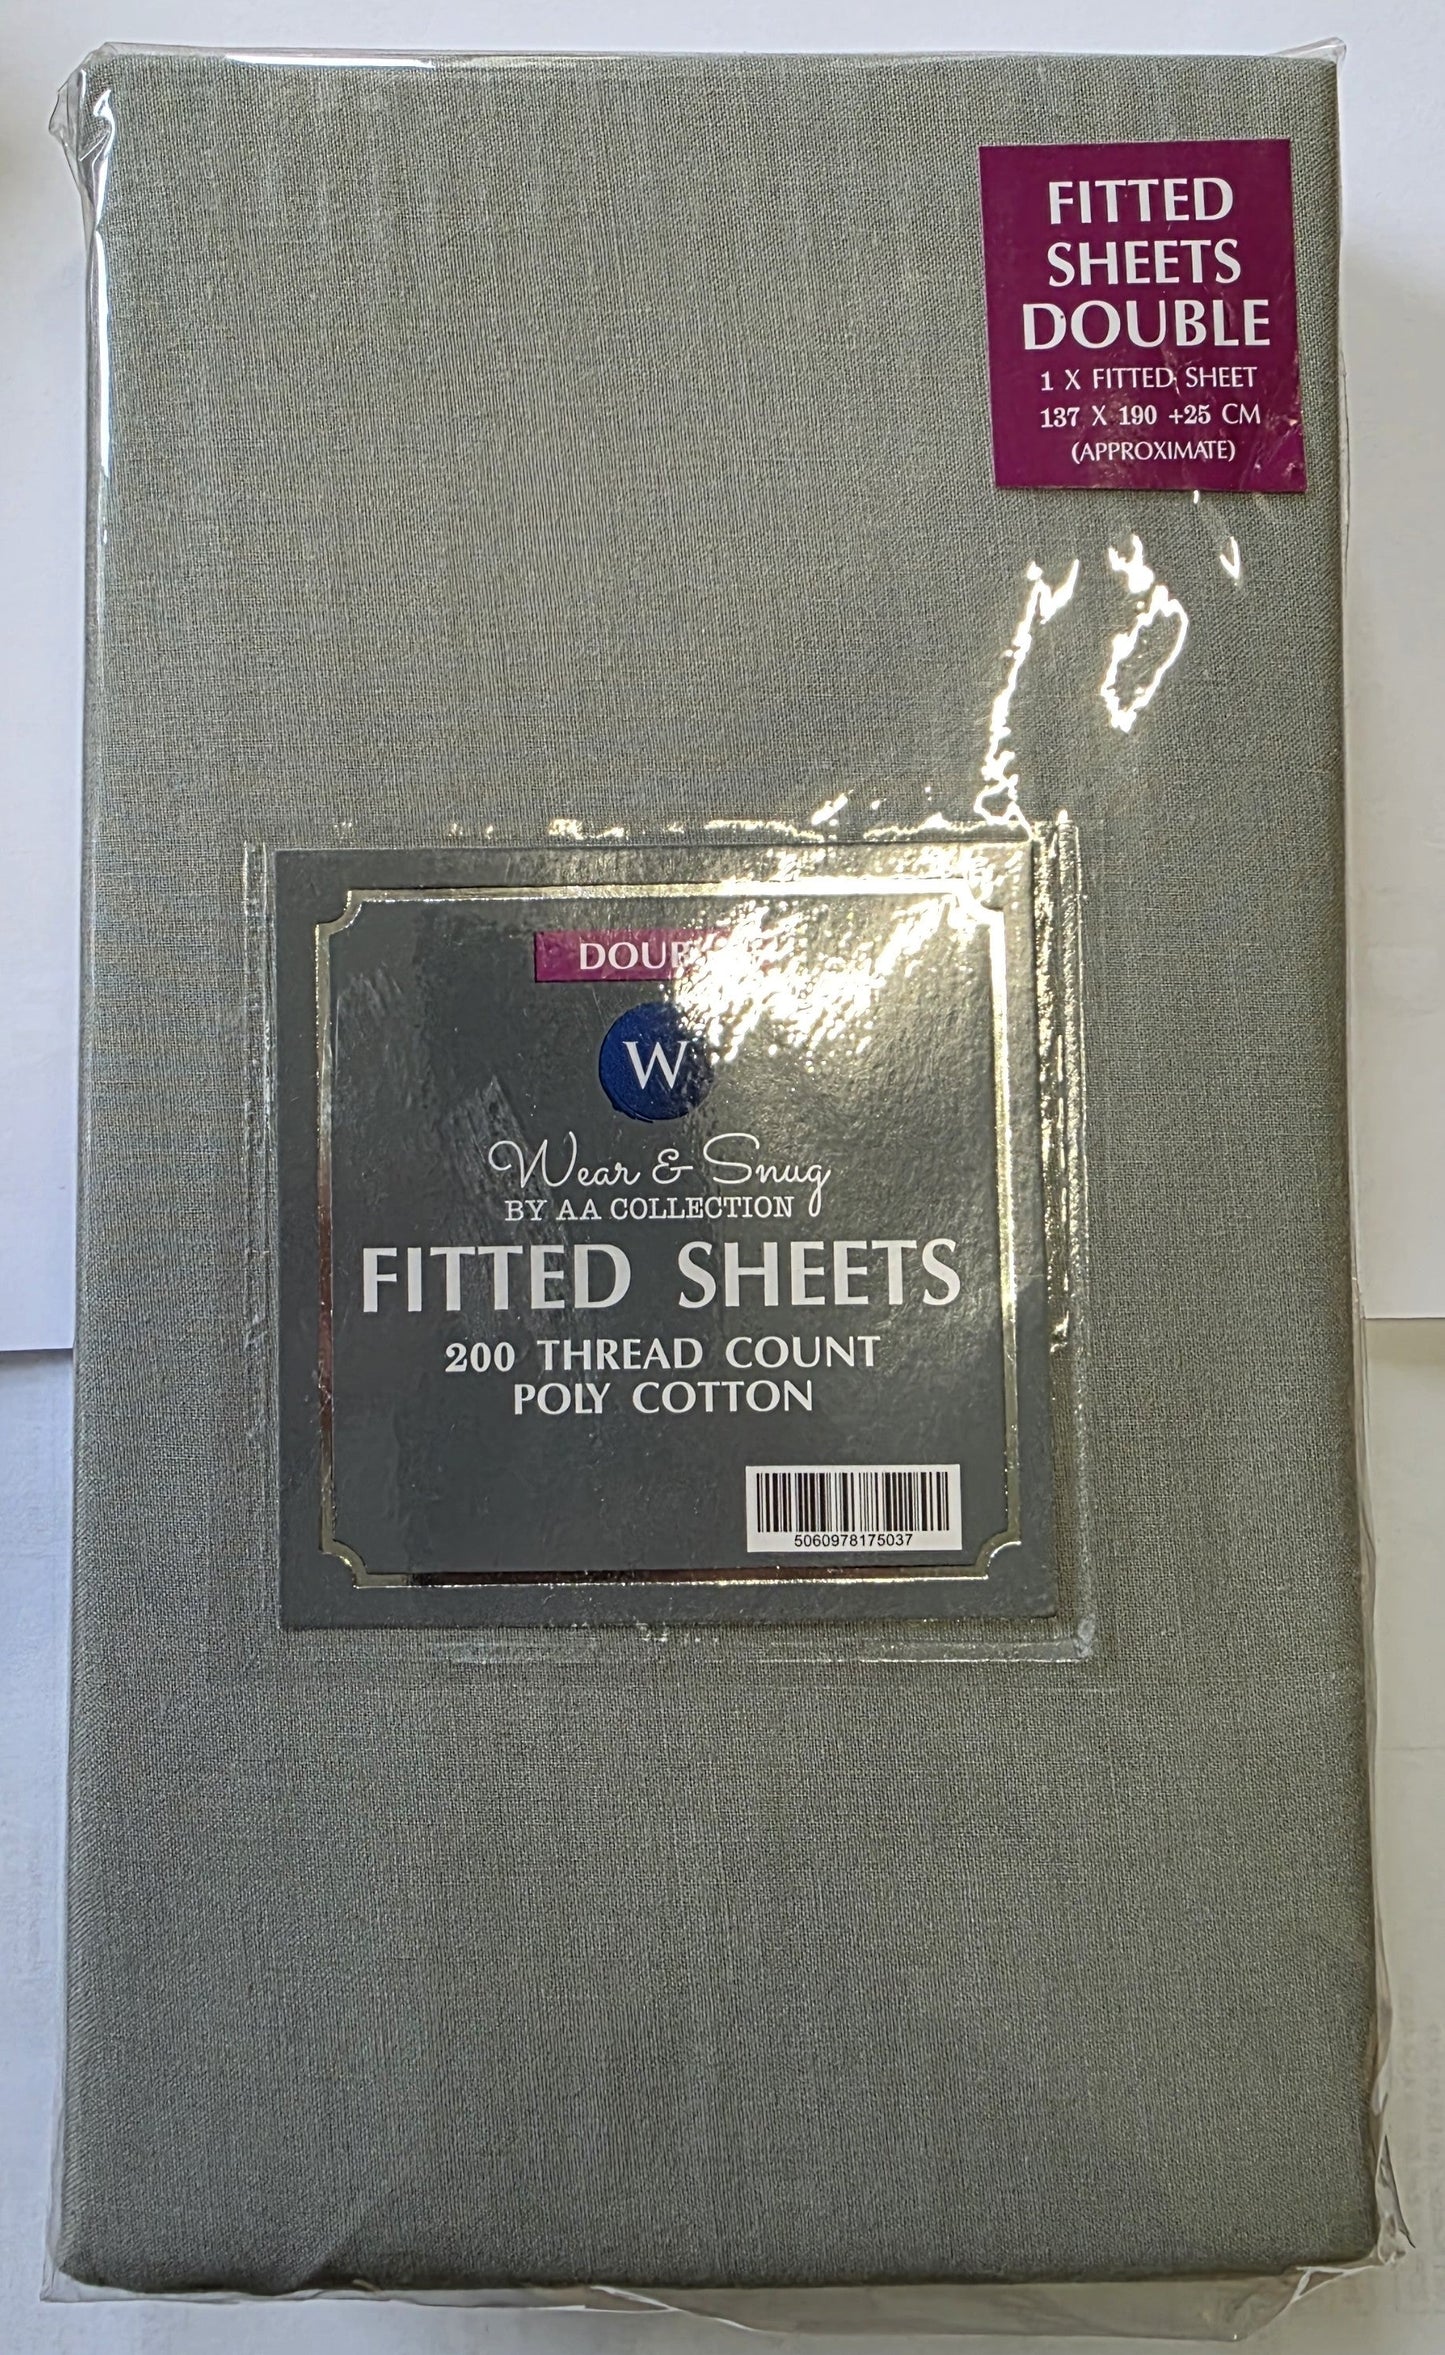 FITTED
SHEETS
DOUBLE
1 X FITTED SHEET
137 X 190 +25 CM
(APPROXIMATE)
W
Wear & Snug
BY AA COLLECTION
FITTED SHEETS
200 THREAD COUNT
POLY COTTON
5060978175037